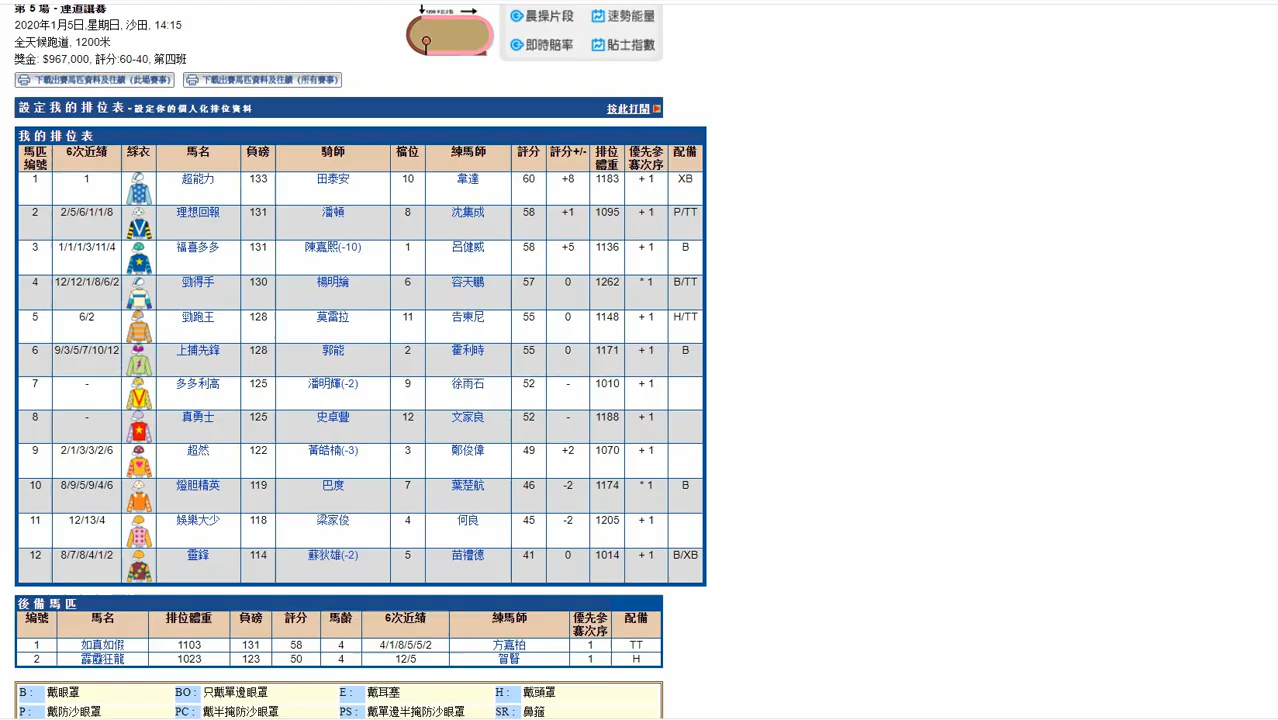 第 5 場 - 連道讓賽
2020年1月5日,星期日, 沙田, 14:15
全天候跑道, 1200米
獎金: $967,000, 評分:60-40, 第四班
晨操片段 速勢能量
即時賠率 貼士指數
下載出賽馬匹資料及往績 (此場賽事) 下載出賽馬匹資料及往績 (所有賽事)
設定我的排位表 - 設定你的個人化排位資料 按此打開
我的排位表
馬匹編號 6次近績 綵衣 馬名 負磅 騎師 檔位 練馬師 評分 評分+/- 排位體重 優先參賽次序 配備
1 1 超能力 133 田泰安 10 韋達 60 +8 1183 + 1 XB
2 2/5/6/1/1/8 理想回報 131 潘頓 8 沈集成 58 +1 1095 + 1 P/TT
3 1/1/1/3/11/4 福喜多多 131 陳嘉熙(-10) 1 呂健威 58 +5 1136 + 1 B
4 12/12/1/8/6/2 勁得手 130 楊明綸 6 容天鵬 57 0 1262 * 1 B/TT
5 6/2 勁跑王 128 莫雷拉 11 告東尼 55 0 1148 + 1 H/TT
6 9/3/5/7/10/12 上捕先鋒 128 郭能 2 霍利時 55 0 1171 + 1 B
7 - 多多利高 125 潘明輝(-2) 9 徐雨石 52 - 1010 + 1
8 - 真勇士 125 史卓豐 12 文家良 52 - 1188 + 1
9 2/1/3/3/2/6 超然 122 黃皓楠(-3) 3 鄭俊偉 49 +2 1070 + 1
10 8/9/5/9/4/6 燈胆精英 119 巴度 7 葉楚航 46 -2 1174 * 1 B
11 12/13/4 娛樂大少 118 梁家俊 4 何良 45 -2 1205 + 1
12 8/7/8/4/1/2 靈鋒 114 蘇狄雄(-2) 5 苗禮德 41 0 1014 + 1 B/XB
後備馬匹
編號 馬名 排位體重 負磅 評分 馬齡 6次近績 練馬師 優先參賽次序 配備
1 如真如假 1103 131 58 4 4/1/8/5/5/2 方嘉柏 1 TT
2 霹靂狂龍 1023 123 50 4 12/5 賀賢 1 H
B : 戴眼罩 BO : 只戴單邊眼罩 E : 戴耳塞 H : 戴頭罩
P : 戴防沙眼罩 PC : 戴半掩防沙眼罩 PS : 戴單邊半掩防沙眼罩 SR : 鼻箍